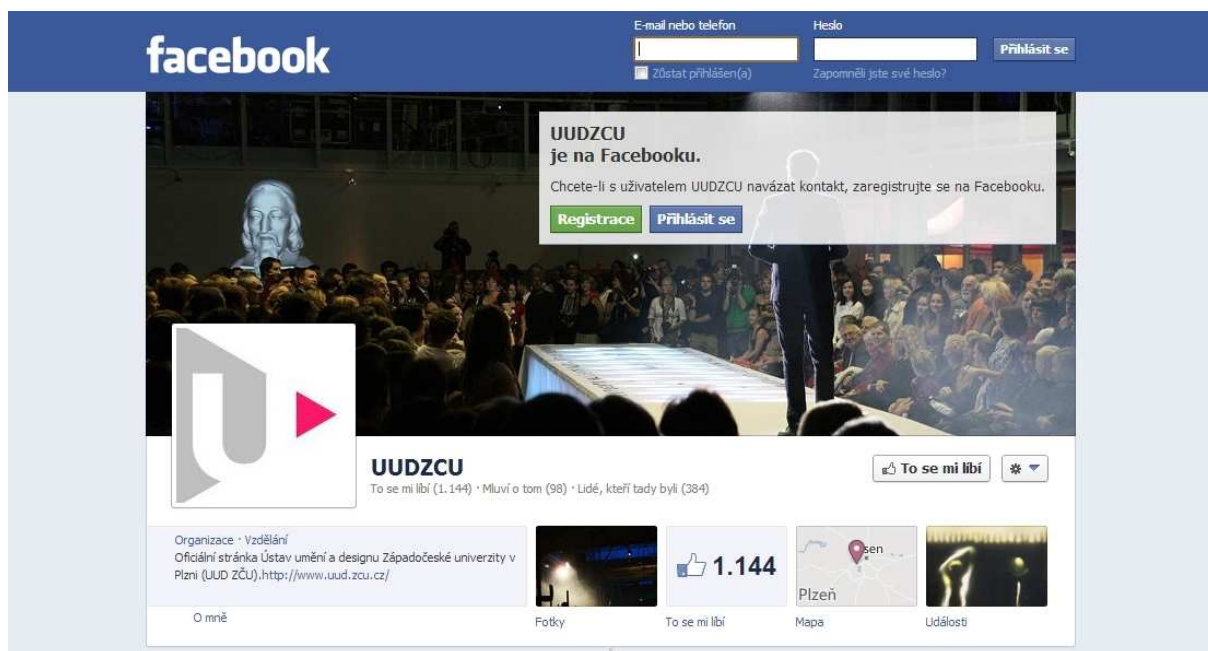 facebook
E-mail nebo telefon
Heslo
Přihlásit se
Zůstat přihlášen(a)
Zapomněli jste své heslo?
UUDZCU
je na Facebooku.
Chcete-li s uživatelem UUDZCU navázat kontakt, zaregistrujte se na Facebooku.
Registrace
Přihlásit se
UUDZCU
To se mi líbí (1.144) · Mluví o tom (98) · Lidé, kteří tady byli (384)
To se mi líbí
Organizace · Vzdělání
Oficiální stránka Ústav umění a designu Západočeské univerzity v
Plzni (UUD ZČU).http://www.uud.zcu.cz/
O mně
1.144
sen
Plzeň
Fotky
To se mi líbí
Mapa
Události